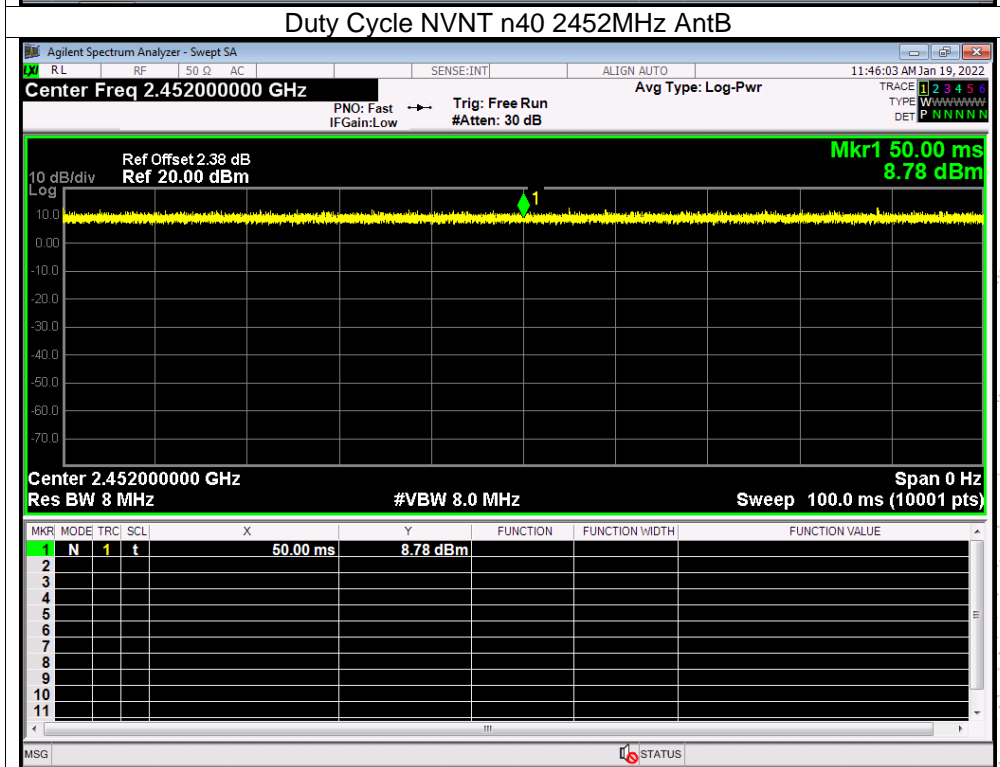 Duty Cycle NVNT n40 2452MHz AntB
Agilent Spectrum Analyzer - Swept SA
LXI RL RF 50 Ω AC SENSE:INT ALIGN AUTO 11:46:03 AM Jan 19, 2022
Center Freq 2.452000000 GHz Avg Type: Log-Pwr TRACE 1 2 3 4 5 6
PNO: Fast Trig: Free Run TYPE WWWWWW
IFGain:Low #Atten: 30 dB DET P N N N N N
Mkr1 50.00 ms
Ref Offset 2.38 dB
10 dB/div Ref 20.00 dBm 8.78 dBm
Log
1
10.0
0.00
-10.0
-20.0
-30.0
-40.0
-50.0
-60.0
-70.0
Center 2.452000000 GHz Span 0 Hz
Res BW 8 MHz #VBW 8.0 MHz Sweep 100.0 ms (10001 pts)
MKR MODE TRC SCL X Y FUNCTION FUNCTION WIDTH FUNCTION VALUE
1 N 1 t 50.00 ms 8.78 dBm
2
3
4
5
6
7
8
9
10
11
MSG STATUS